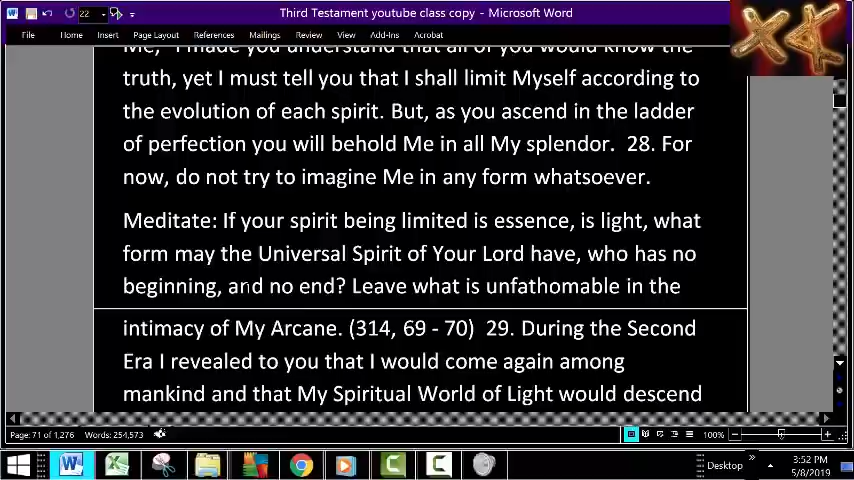 Third Testament youtube class copy - Microsoft Word
22
File Home Insert Page Layout References Mailings Review View Add-Ins Acrobat
Me," I made you understand that all of you would know the
truth, yet I must tell you that I shall limit Myself according to
the evolution of each spirit. But, as you ascend in the ladder
of perfection you will behold Me in all My splendor. 28. For
now, do not try to imagine Me in any form whatsoever.
Meditate: If your spirit being limited is essence, is light, what
form may the Universal Spirit of Your Lord have, who has no
beginning, and no end? Leave what is unfathomable in the
intimacy of My Arcane. (314, 69 - 70) 29. During the Second
Era I revealed to you that I would come again among
mankind and that My Spiritual World of Light would descend
Page: 71 of 1,276 Words: 254,573 100%
Desktop 3:52 PM
5/8/2019